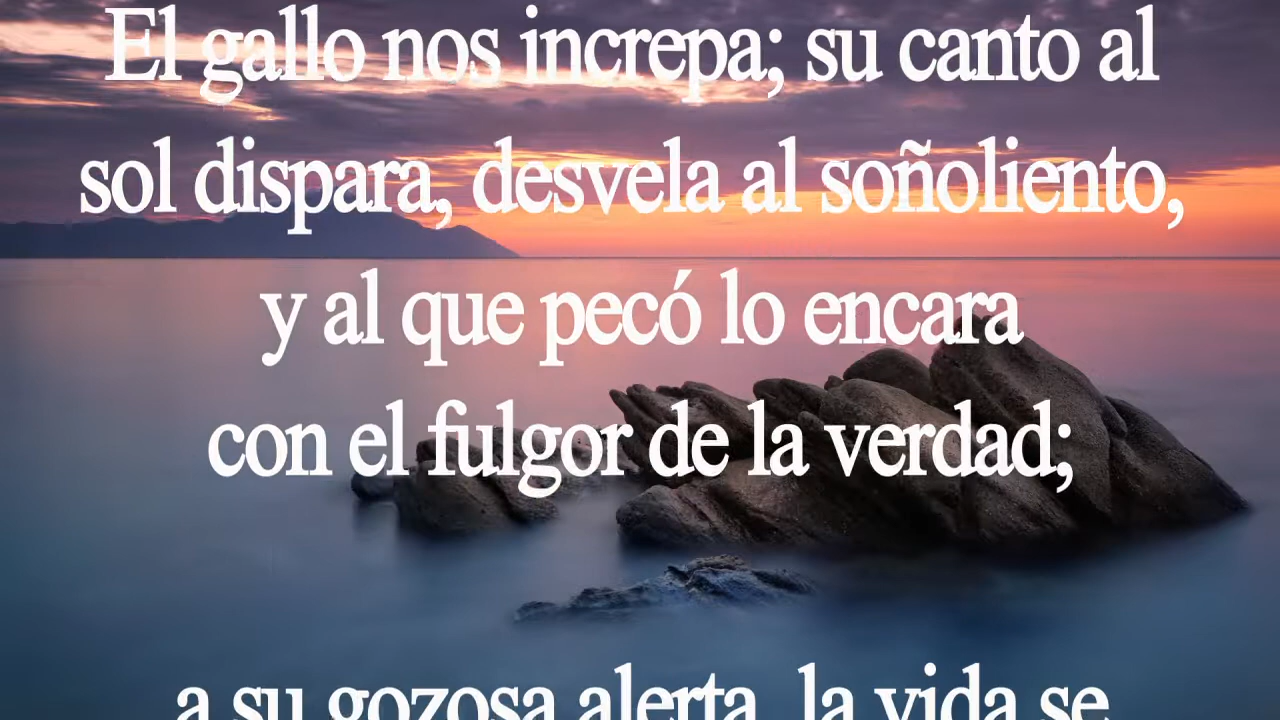 El gallo nos increpa; su canto al
sol dispara, desvela al soñoliento,
y al que pecó lo encara
con el fulgor de la verdad;
a su gozosa alerta, la vida se